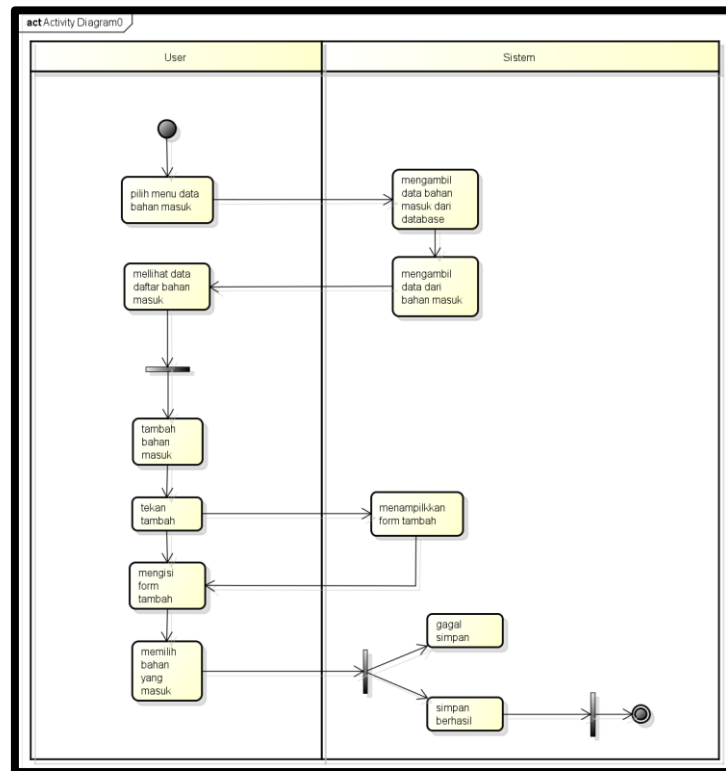 act Activity Diagram0
User
Sistem
pilih menu data
bahan masuk
mengambil
data bahan
masuk dari
database
mellihat data
daftar bahan
masuk
mengambil
data dari
bahan masuk
tambah
bahan
masuk
tekan
tambah
menampilkkan
form tambah
mengisi
form
tambah
memilih
bahan
yang
masuk
gagal
simpan
simpan
berhasil